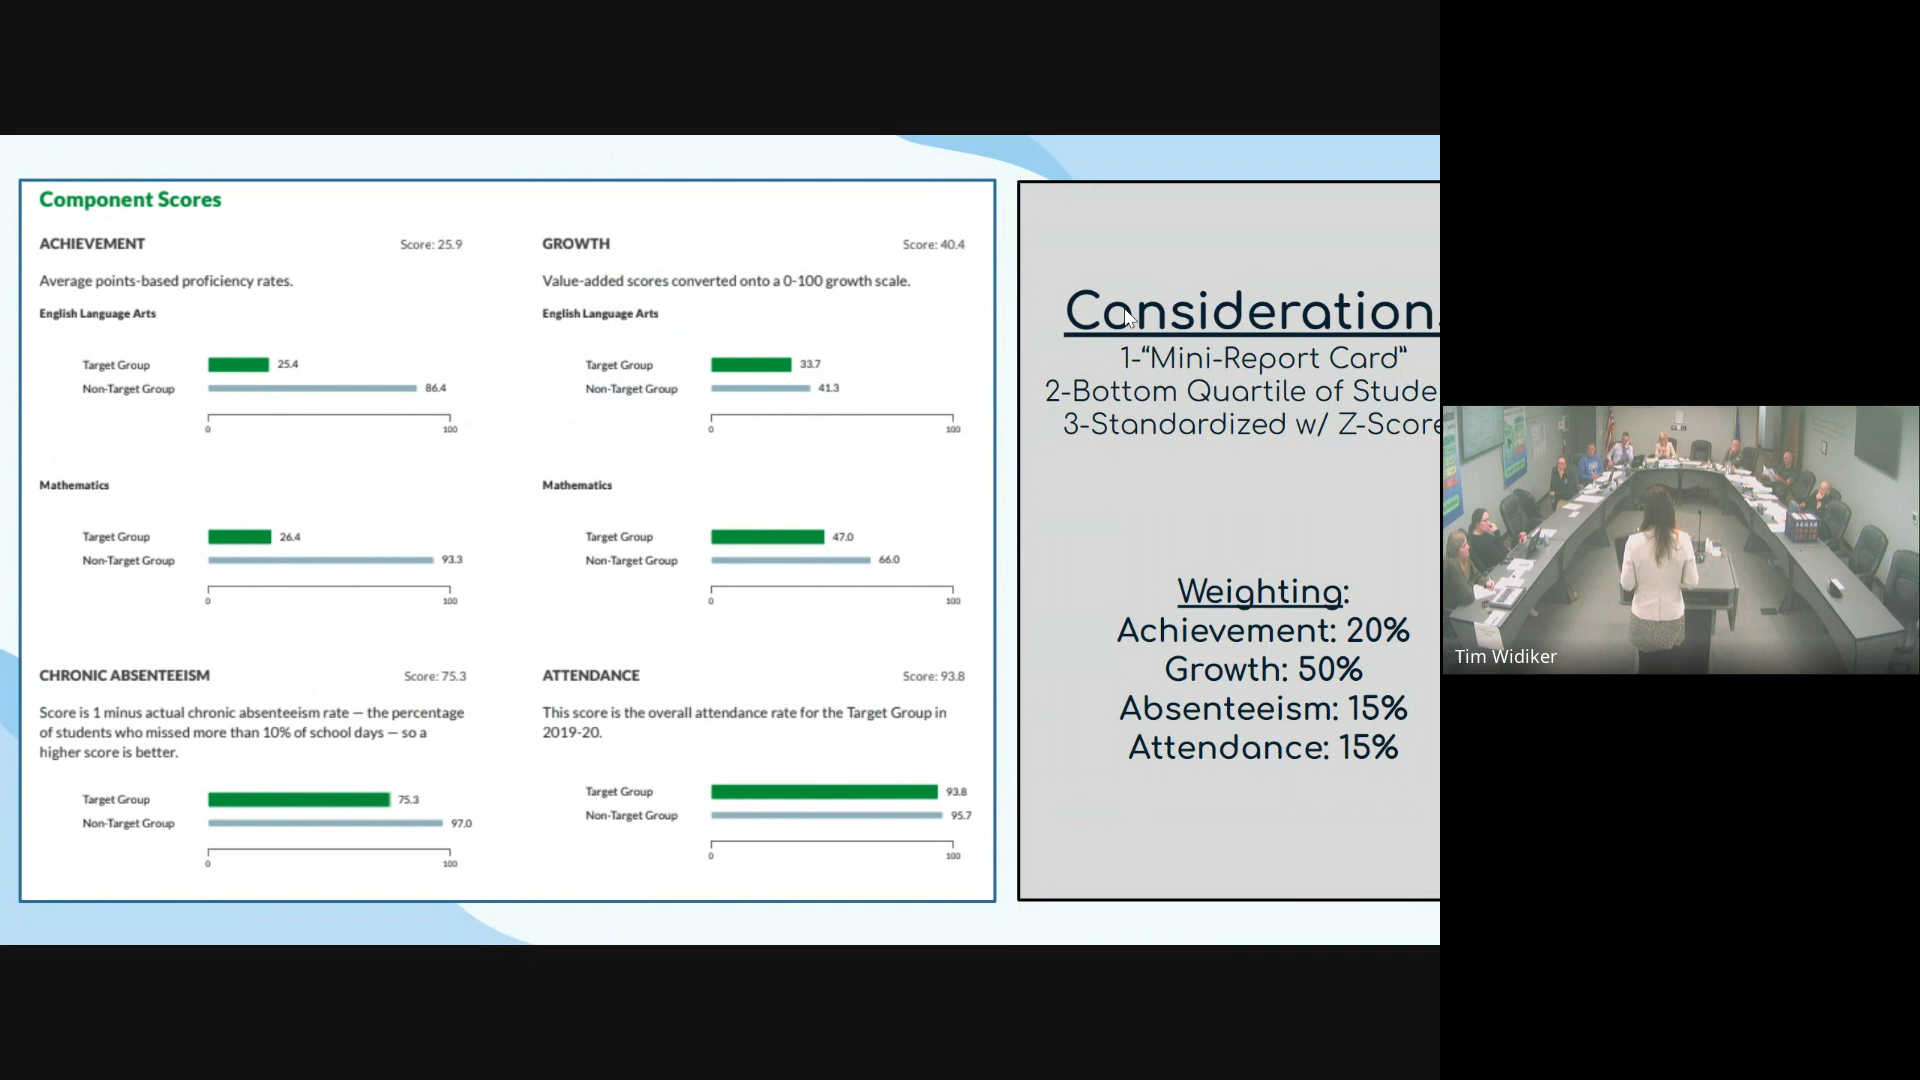 Component Scores
ACHIEVEMENT
Score: 25.9
Average points-based proficiency rates.
English Language Arts
Target Group
25.4
Non-Target Group
86.4
0
100
Mathematics
Target Group
26.4
Non-Target Group
93.3
0
100
GROWTH
Score: 40.4
Value-added scores converted onto a 0-100 growth scale.
English Language Arts
Target Group
33.7
Non-Target Group
41.3
0
100
Mathematics
Target Group
47.0
Non-Target Group
66.0
0
100
CHRONIC ABSENTEEISM
Score: 75.3
Score is 1 minus actual chronic absenteeism rate — the percentage
of students who missed more than 10% of school days — so a
higher score is better.
Target Group
75.3
Non-Target Group
97.0
0
100
ATTENDANCE
Score: 93.8
This score is the overall attendance rate for the Target Group in
2019-20.
Target Group
93.8
Non-Target Group
95.7
0
100
Consideration
1-“Mini-Report Card”
2-Bottom Quartile of Stude
3-Standardized w/ Z-Score
Weighting:
Achievement: 20%
Growth: 50%
Absenteeism: 15%
Attendance: 15%
Tim Widiker